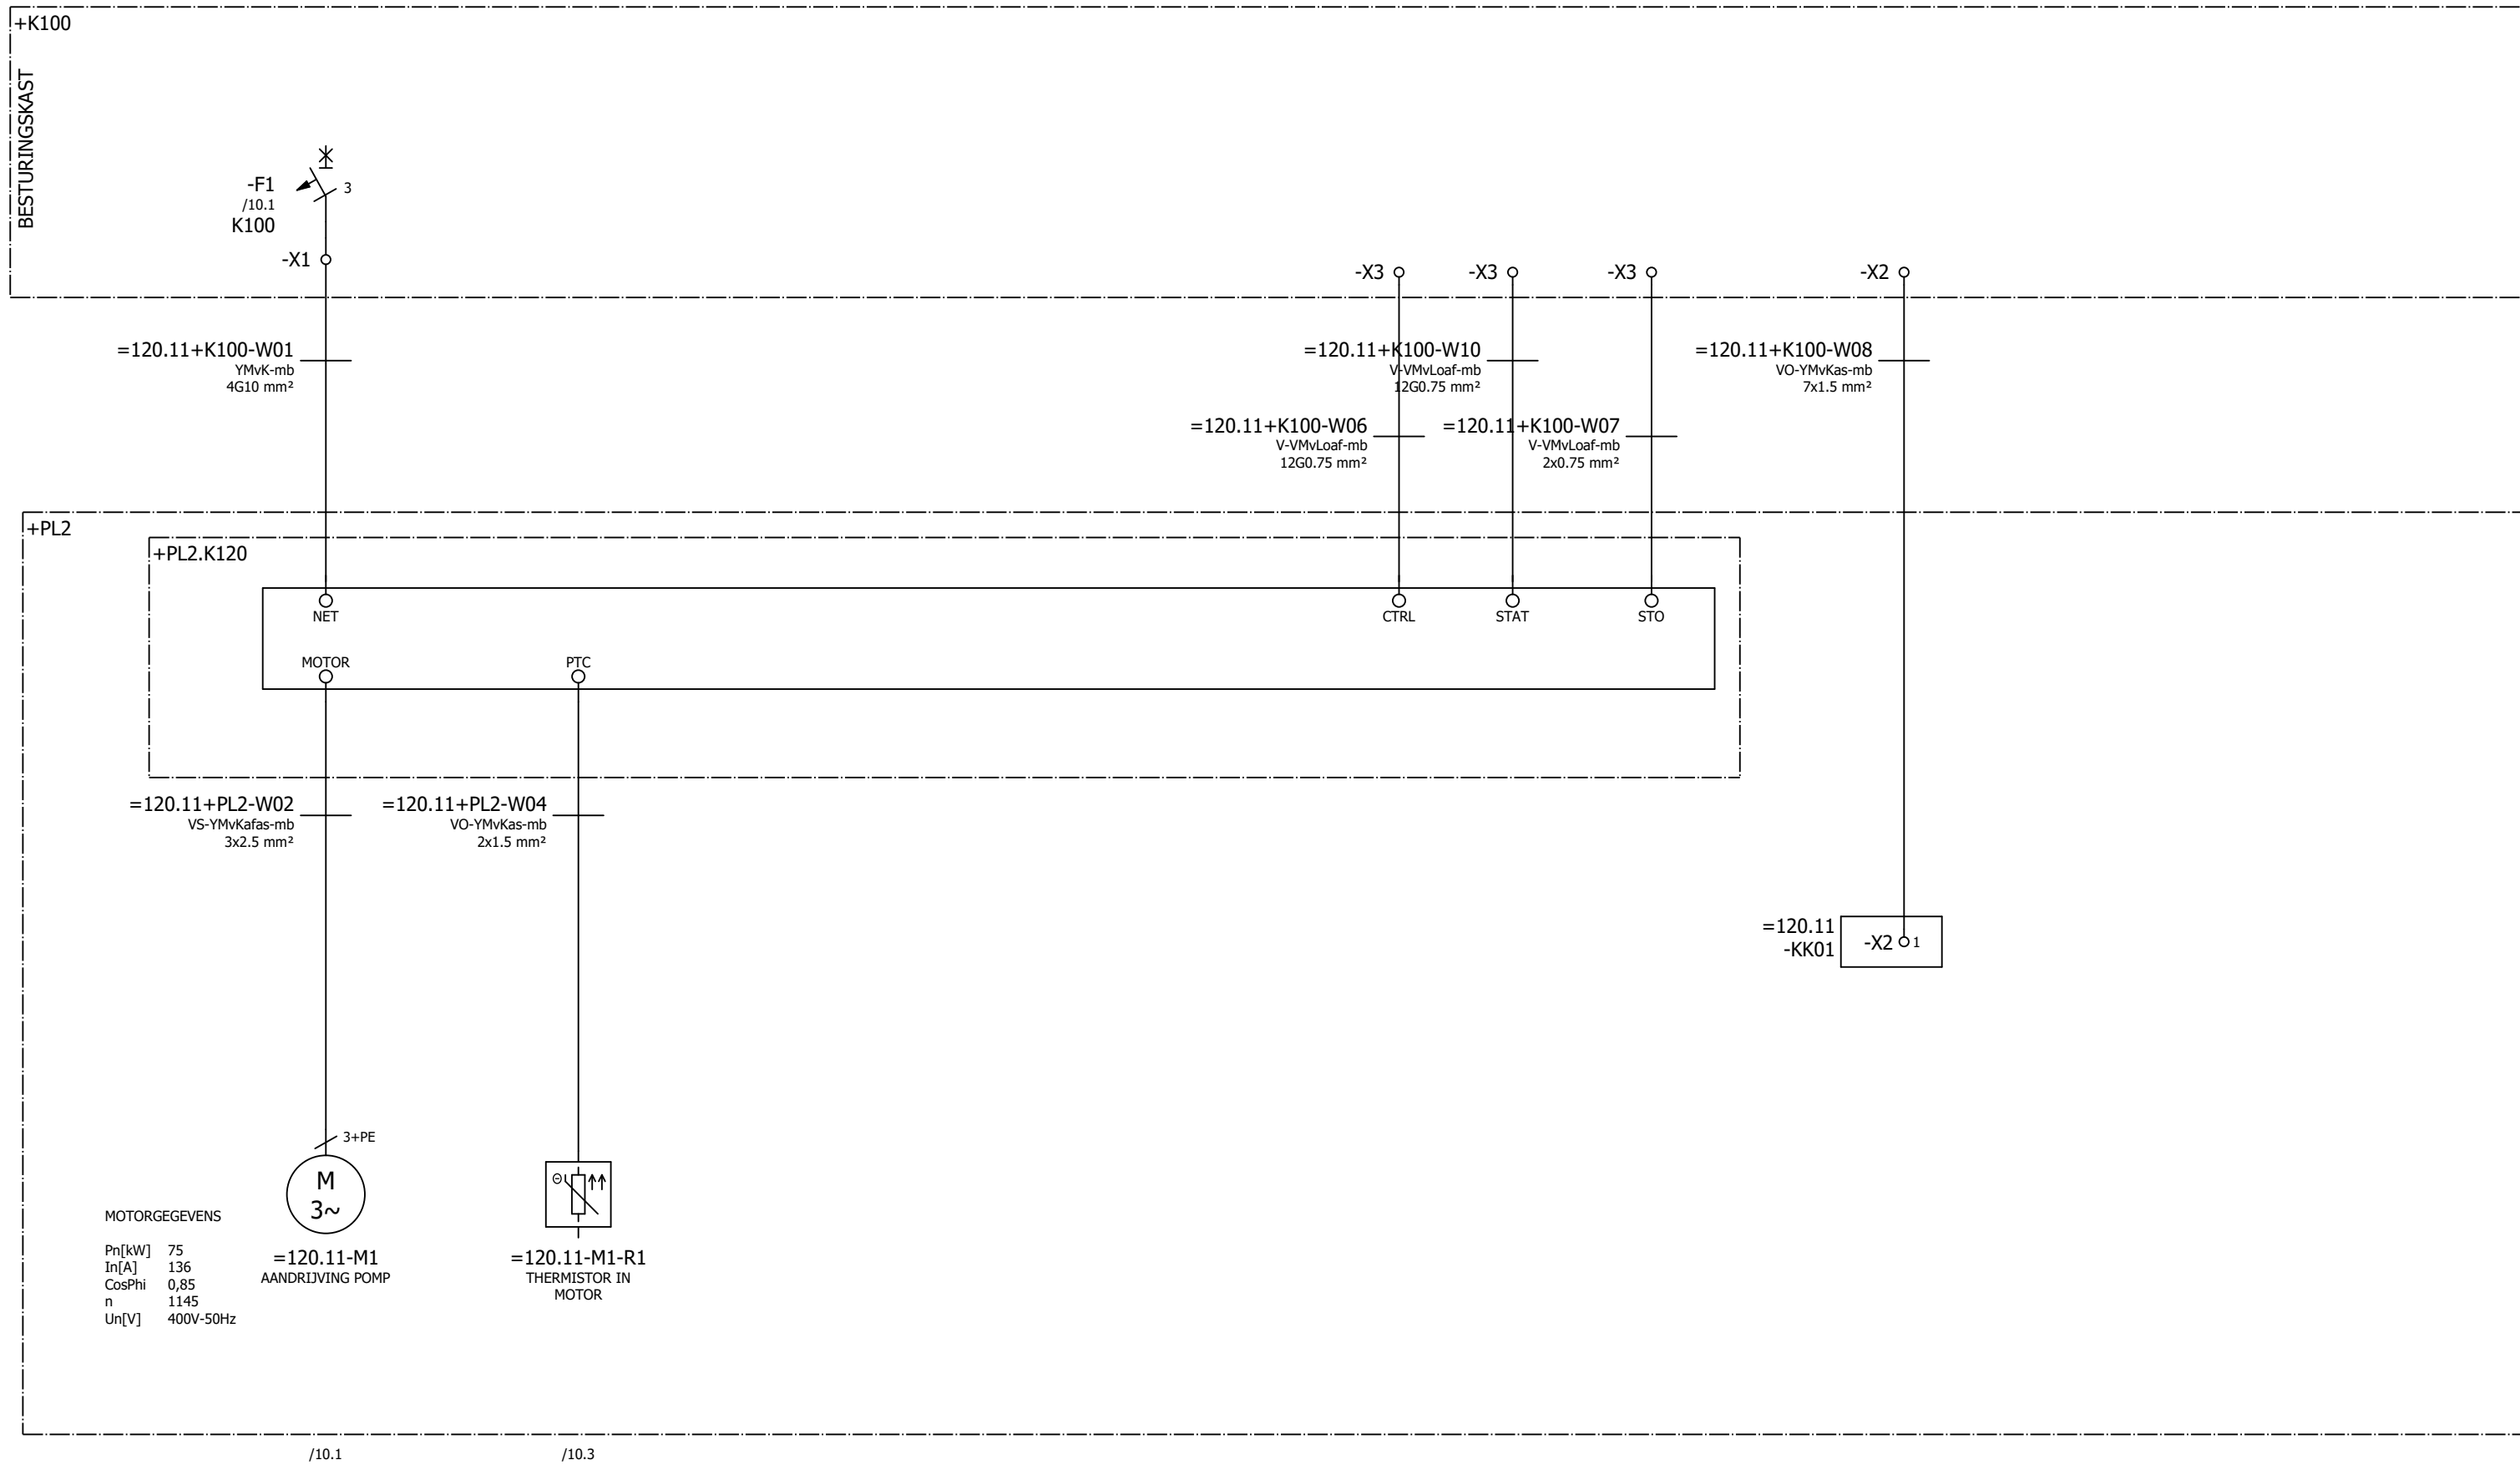 +K100
BESTURINGSKAST
-F1
/10.1
K100
3
-X1
-X3
-X3
-X3
-X2
=120.11+K100-W01
YMvK-mb
4G10 mm²
=120.11+K100-W10
V-VMvLoaf-mb
12G0.75 mm²
=120.11+K100-W08
VO-YMvKas-mb
7x1.5 mm²
=120.11+K100-W06
V-VMvLoaf-mb
12G0.75 mm²
=120.11+K100-W07
V-VMvLoaf-mb
2x0.75 mm²
+PL2
+PL2.K120
NET
CTRL
STAT
STO
MOTOR
PTC
=120.11+PL2-W02
VS-YMvKafas-mb
3x2.5 mm²
=120.11+PL2-W04
VO-YMvKas-mb
2x1.5 mm²
=120.11
-KK01
-X2
1
3+PE
M
3~
MOTORGEGEVENS
Pn[kW] 75
In[A] 136
CosPhi 0,85
n 1145
Un[V] 400V-50Hz
=120.11-M1
AANDRIJVING POMP
=120.11-M1-R1
THERMISTOR IN
MOTOR
/10.1
/10.3